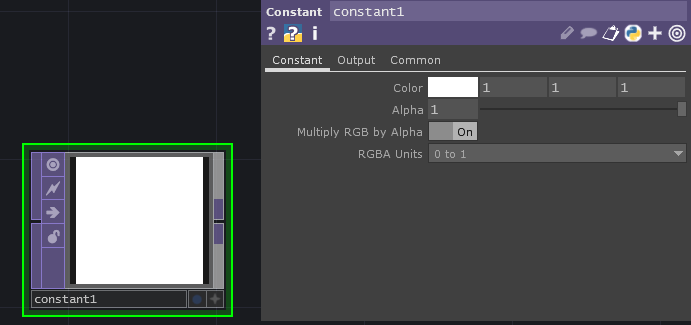 Constant constant1
? ? i
Constant Output Common
Color 1 1 1
Alpha 1
Multiply RGB by Alpha On
RGBA Units 0 to 1
constant1